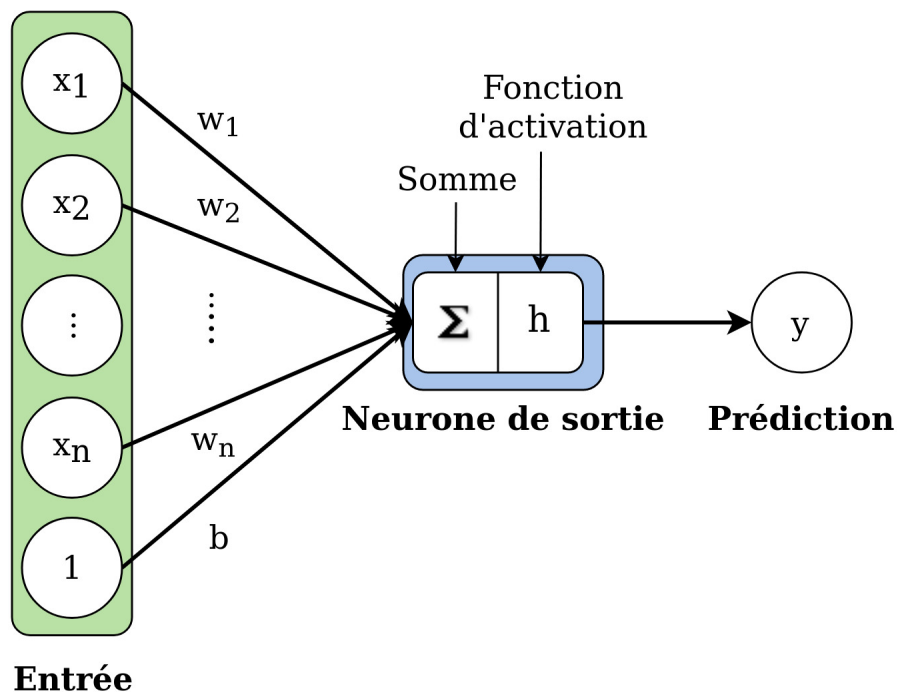 x1
w1
Fonction
d'activation
x2
w2
Somme
⋮
Σ
h
y
Neurone de sortie
Prédiction
xn
wn
b
1
Entrée